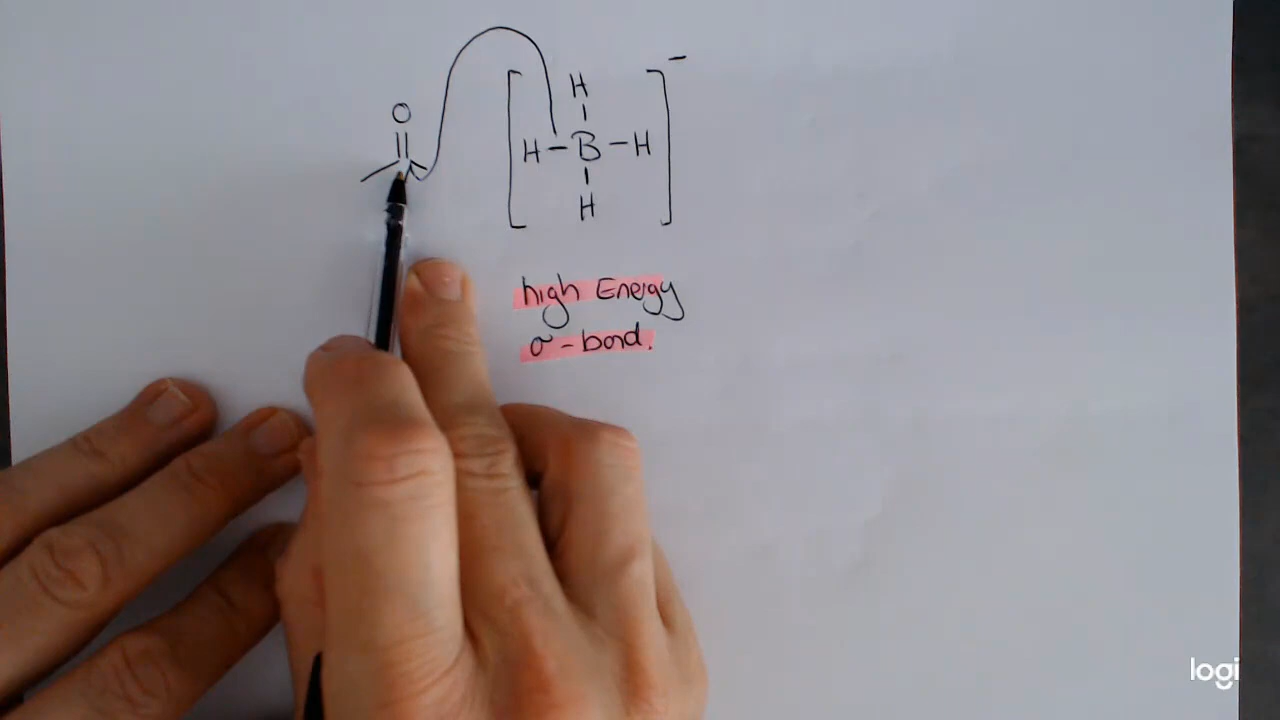 H
O
[H-B-H]⁻
H
high Energy
σ-bond.
logi